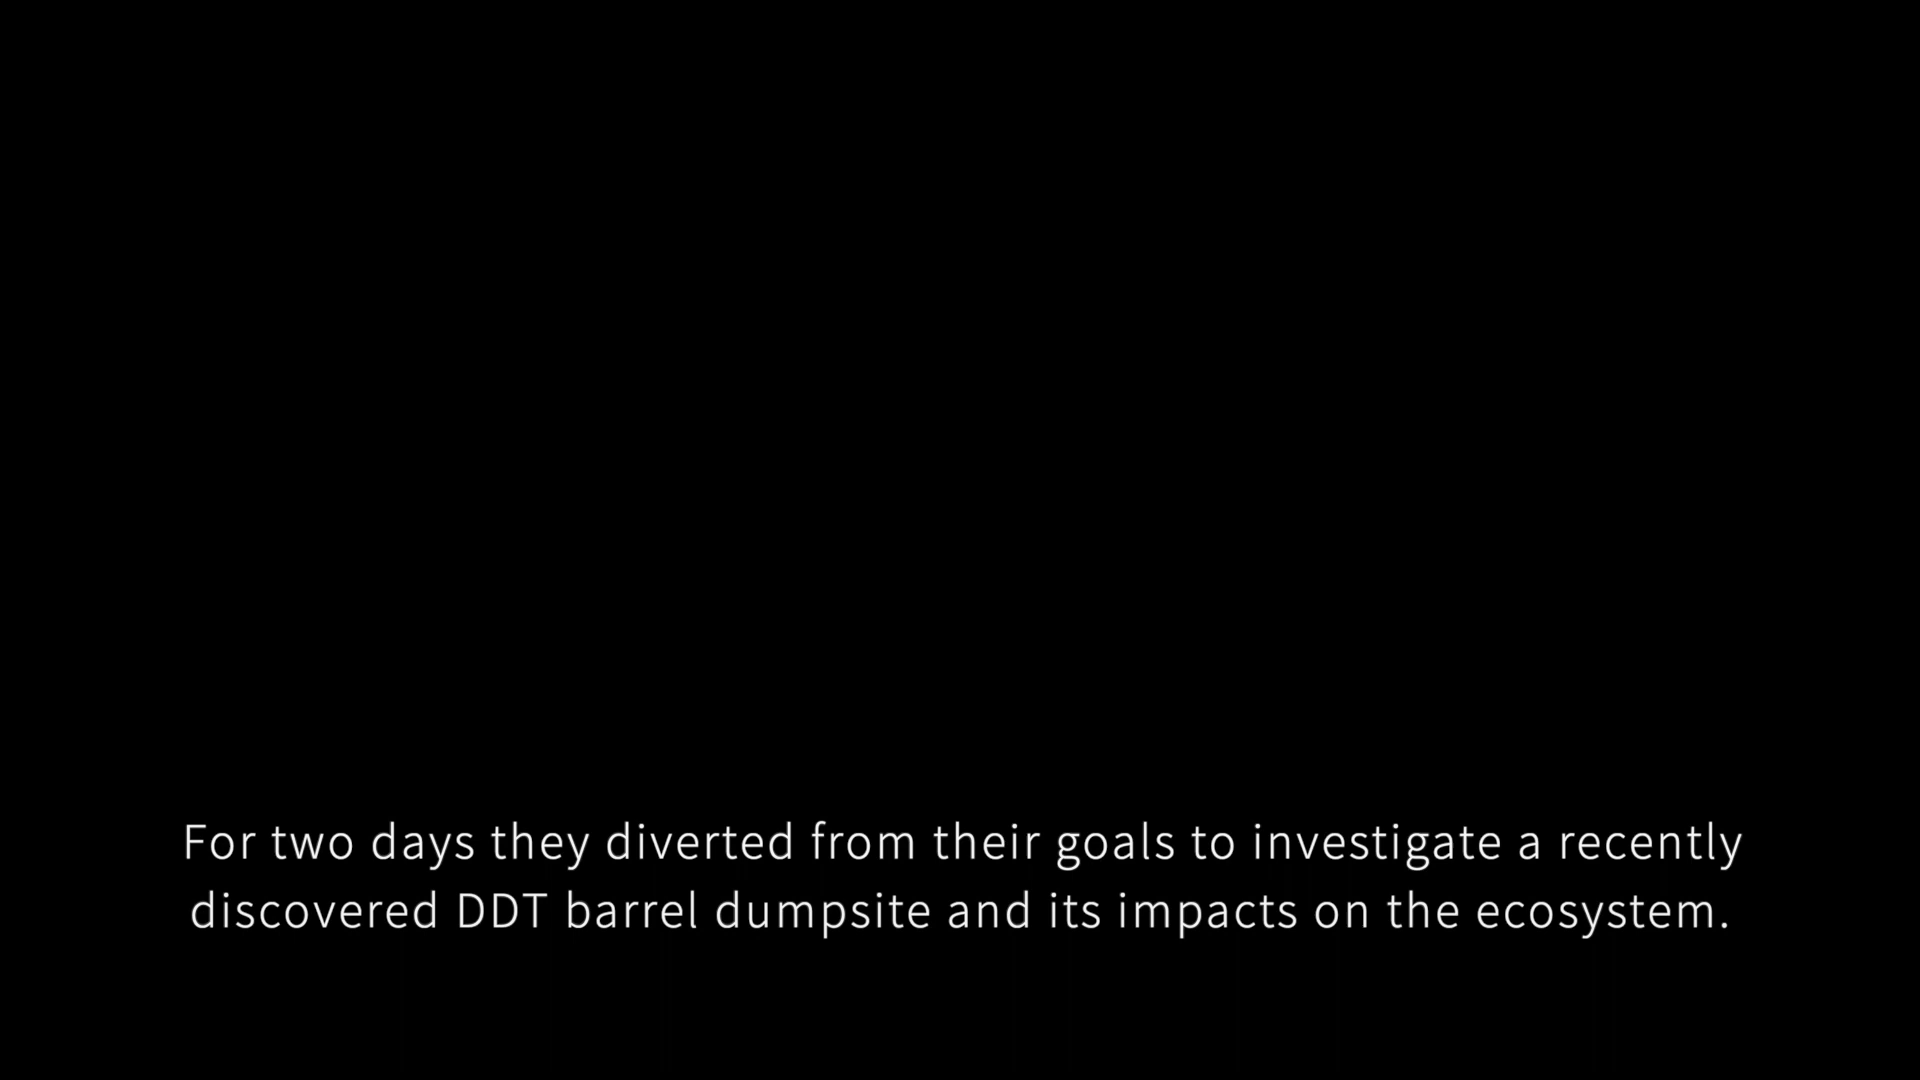 For two days they diverted from their goals to investigate a recently
discovered DDT barrel dumpsite and its impacts on the ecosystem.